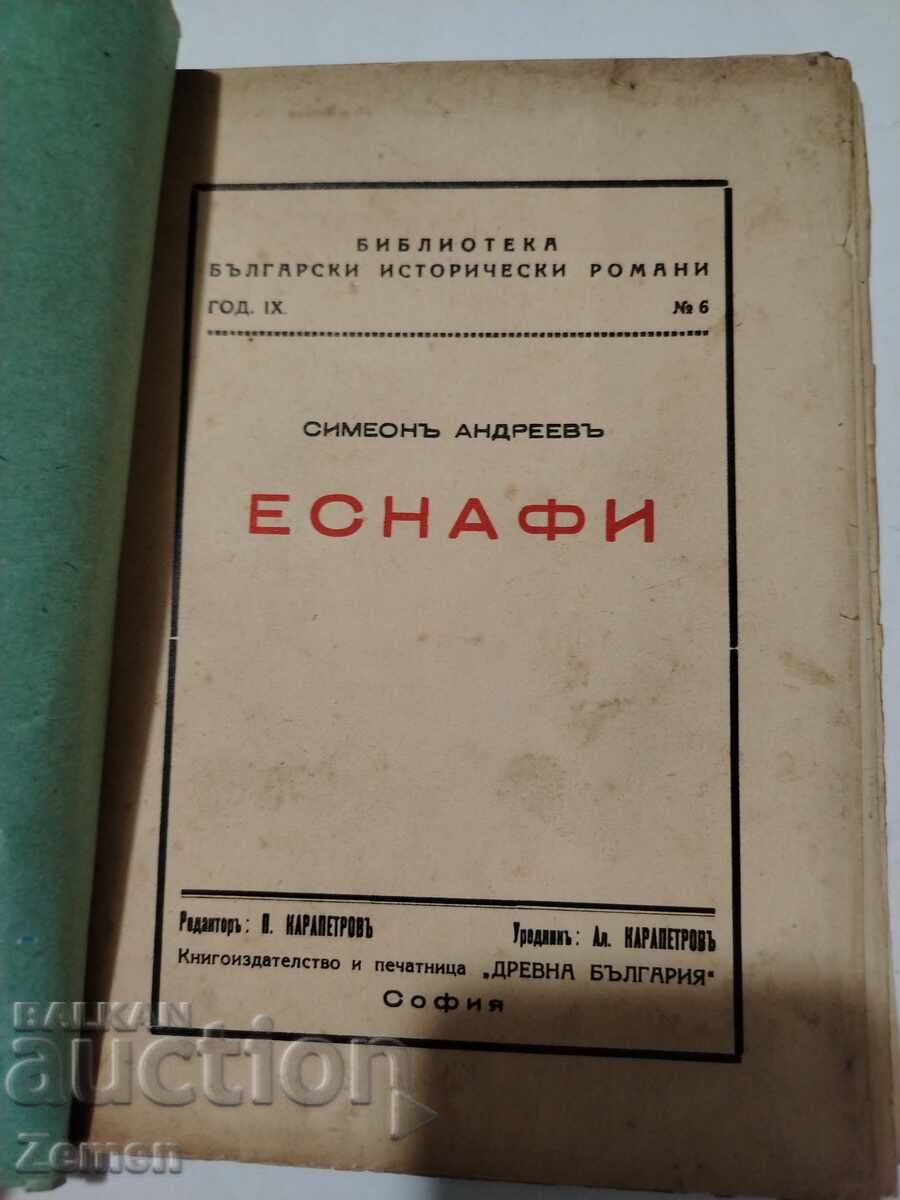 БИБЛИОТЕКА
БЪЛГАРСКИ ИСТОРИЧЕСКИ РОМАНИ
ГОД. IX. № 6
СИМЕОНЪ АНДРЕЕВЪ
ЕСНАФИ
Редакторъ: П. КАРАПЕТРОВЪ Уредникъ: Ал. КАРАПЕТРОВЪ
Книгоиздателство и печатница „ДРЕВНА БЪЛГАРИЯ"
София
BALKAN
auction
Zemen